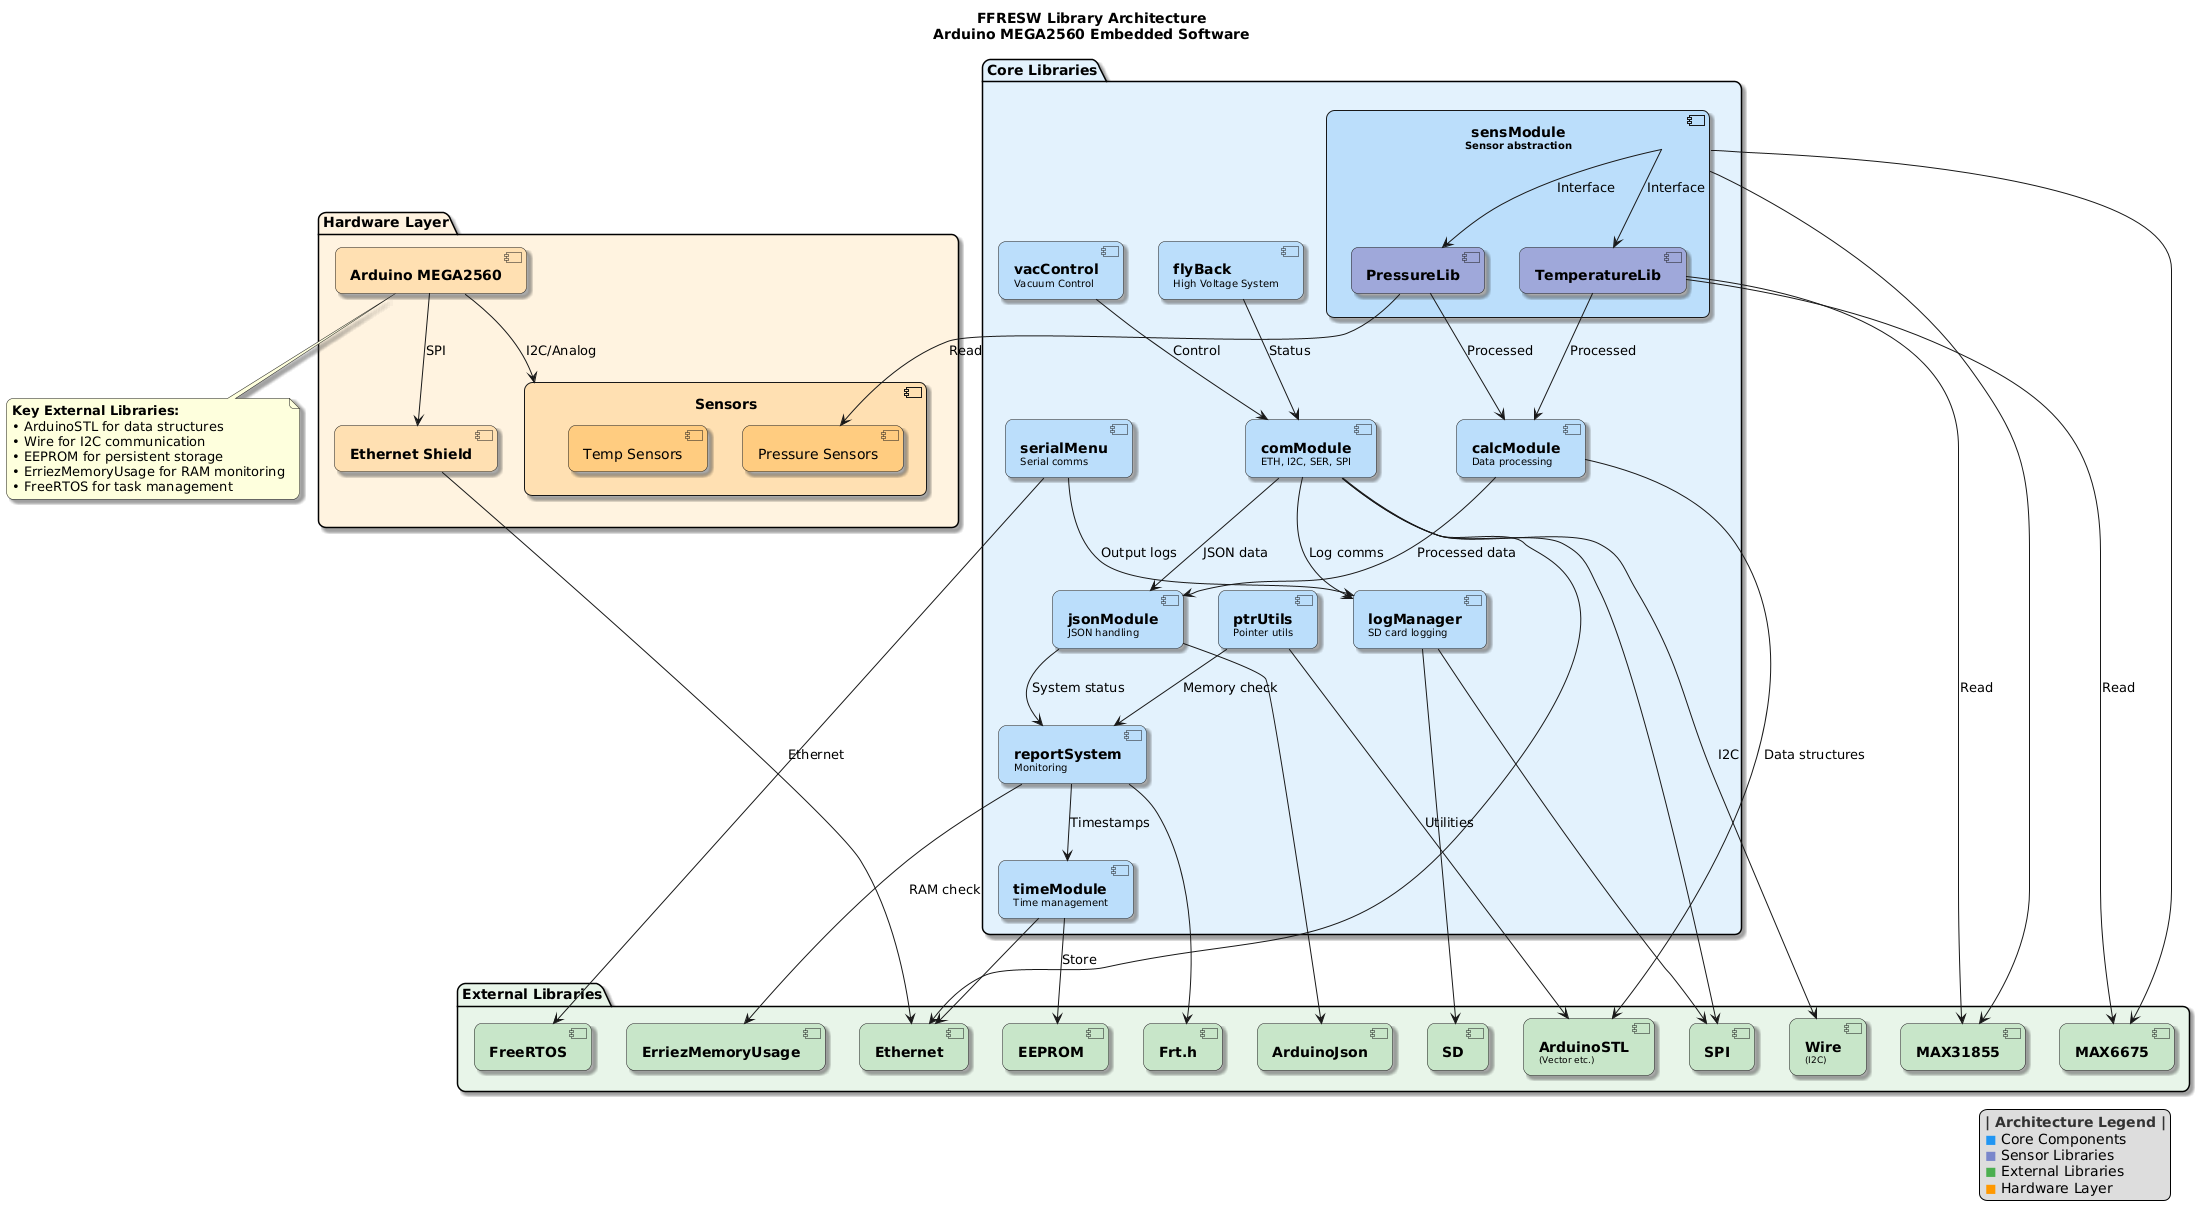 FFRESW Library Architecture
Arduino MEGA2560 Embedded Software
Core Libraries
sensModule
Sensor abstraction
Interface
Interface
Hardware Layer
Arduino MEGA2560
vacControl
Vacuum Control
flyBack
High Voltage System
PressureLib
TemperatureLib
SPI
I2C/Analog
Read
Control
Status
Processed
Processed
Key External Libraries:
• ArduinoSTL for data structures
• Wire for I2C communication
• EEPROM for persistent storage
• ErriezMemoryUsage for RAM monitoring
• FreeRTOS for task management
Ethernet Shield
Sensors
Temp Sensors
Pressure Sensors
serialMenu
Serial comms
comModule
ETH, I2C, SER, SPI
calcModule
Data processing
Output logs
JSON data
Log comms
Processed data
jsonModule
JSON handling
ptrUtils
Pointer utils
logManager
SD card logging
System status
Memory check
Read
Read
reportSystem
Monitoring
Ethernet
I2C
Data structures
Timestamps
Utilities
RAM check
timeModule
Time management
Store
External Libraries
FreeRTOS
ErriezMemoryUsage
Ethernet
EEPROM
Frt.h
ArduinoJson
SD
ArduinoSTL
(Vector etc.)
SPI
Wire
(I2C)
MAX31855
MAX6675
| Architecture Legend |
Core Components
Sensor Libraries
External Libraries
Hardware Layer